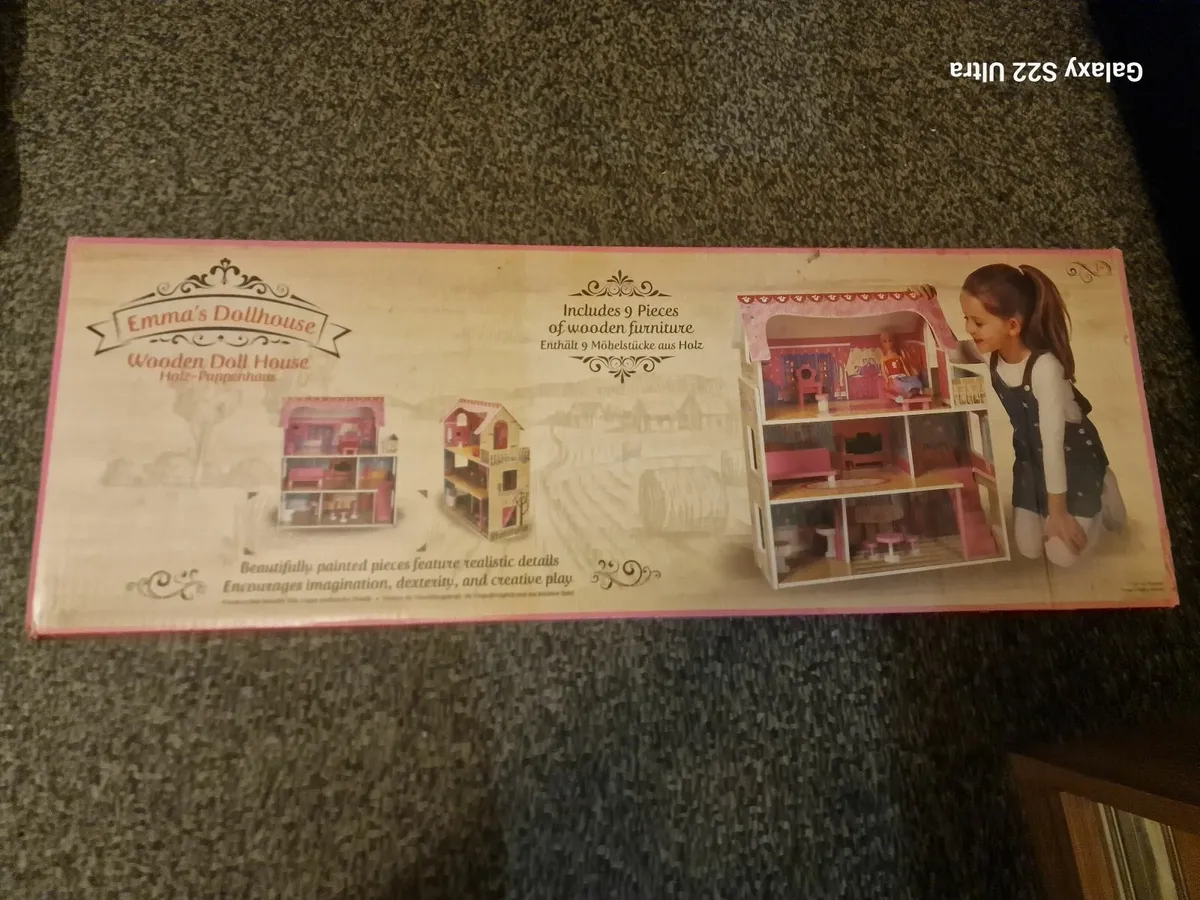 Galaxy S22 Ultra
Emma's Dollhouse
Wooden Doll House
Holz-Puppenhaus
Includes 9 Pieces
of wooden furniture
Enthält 9 Möbelstücke aus Holz
Beautifully painted pieces feature realistic details
Encourages imagination, dexterity, and creative play